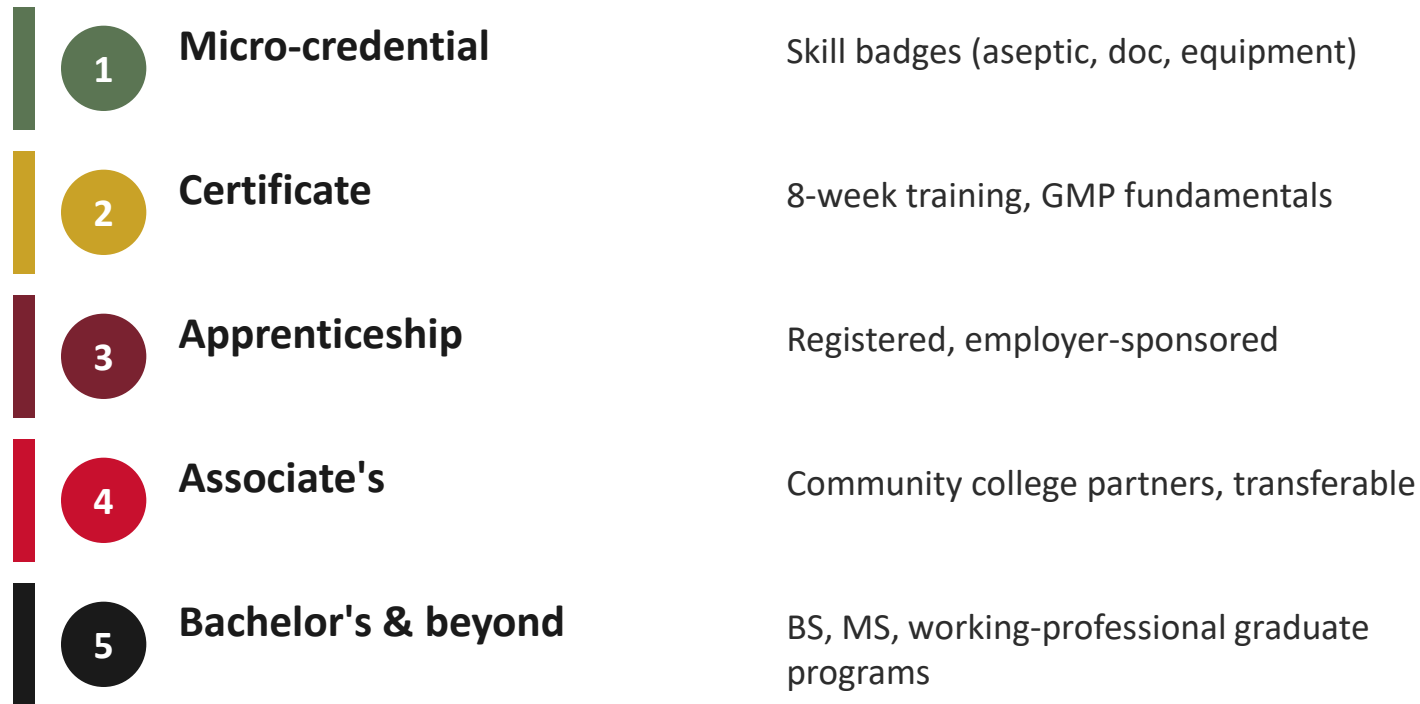 1
Micro-credential
Skill badges (aseptic, doc, equipment)
2
Certificate
8-week training, GMP fundamentals
3
Apprenticeship
Registered, employer-sponsored
4
Associate's
Community college partners, transferable
5
Bachelor's & beyond
BS, MS, working-professional graduate
programs